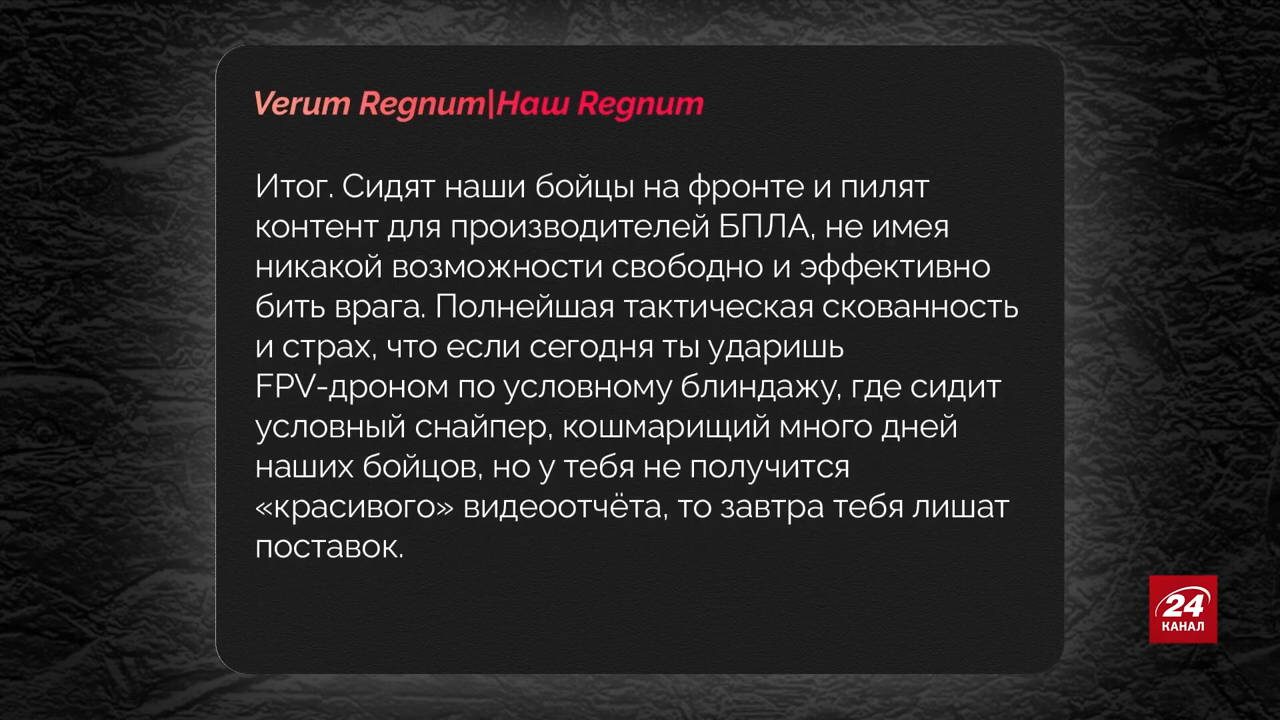 Verum Regnum|Наш Regnum
Итог. Сидят наши бойцы на фронте и пилят
контент для производителей БПЛА, не имея
никакой возможности свободно и эффективно
бить врага. Полнейшая тактическая скованность
и страх, что если сегодня ты ударишь
FPV-дроном по условному блиндажу, где сидит
условный снайпер, кошмарищий много дней
наших бойцов, но у тебя не получится
«красивого» видеоотчёта, то завтра тебя лишат
поставок.
24
КАНАЛ